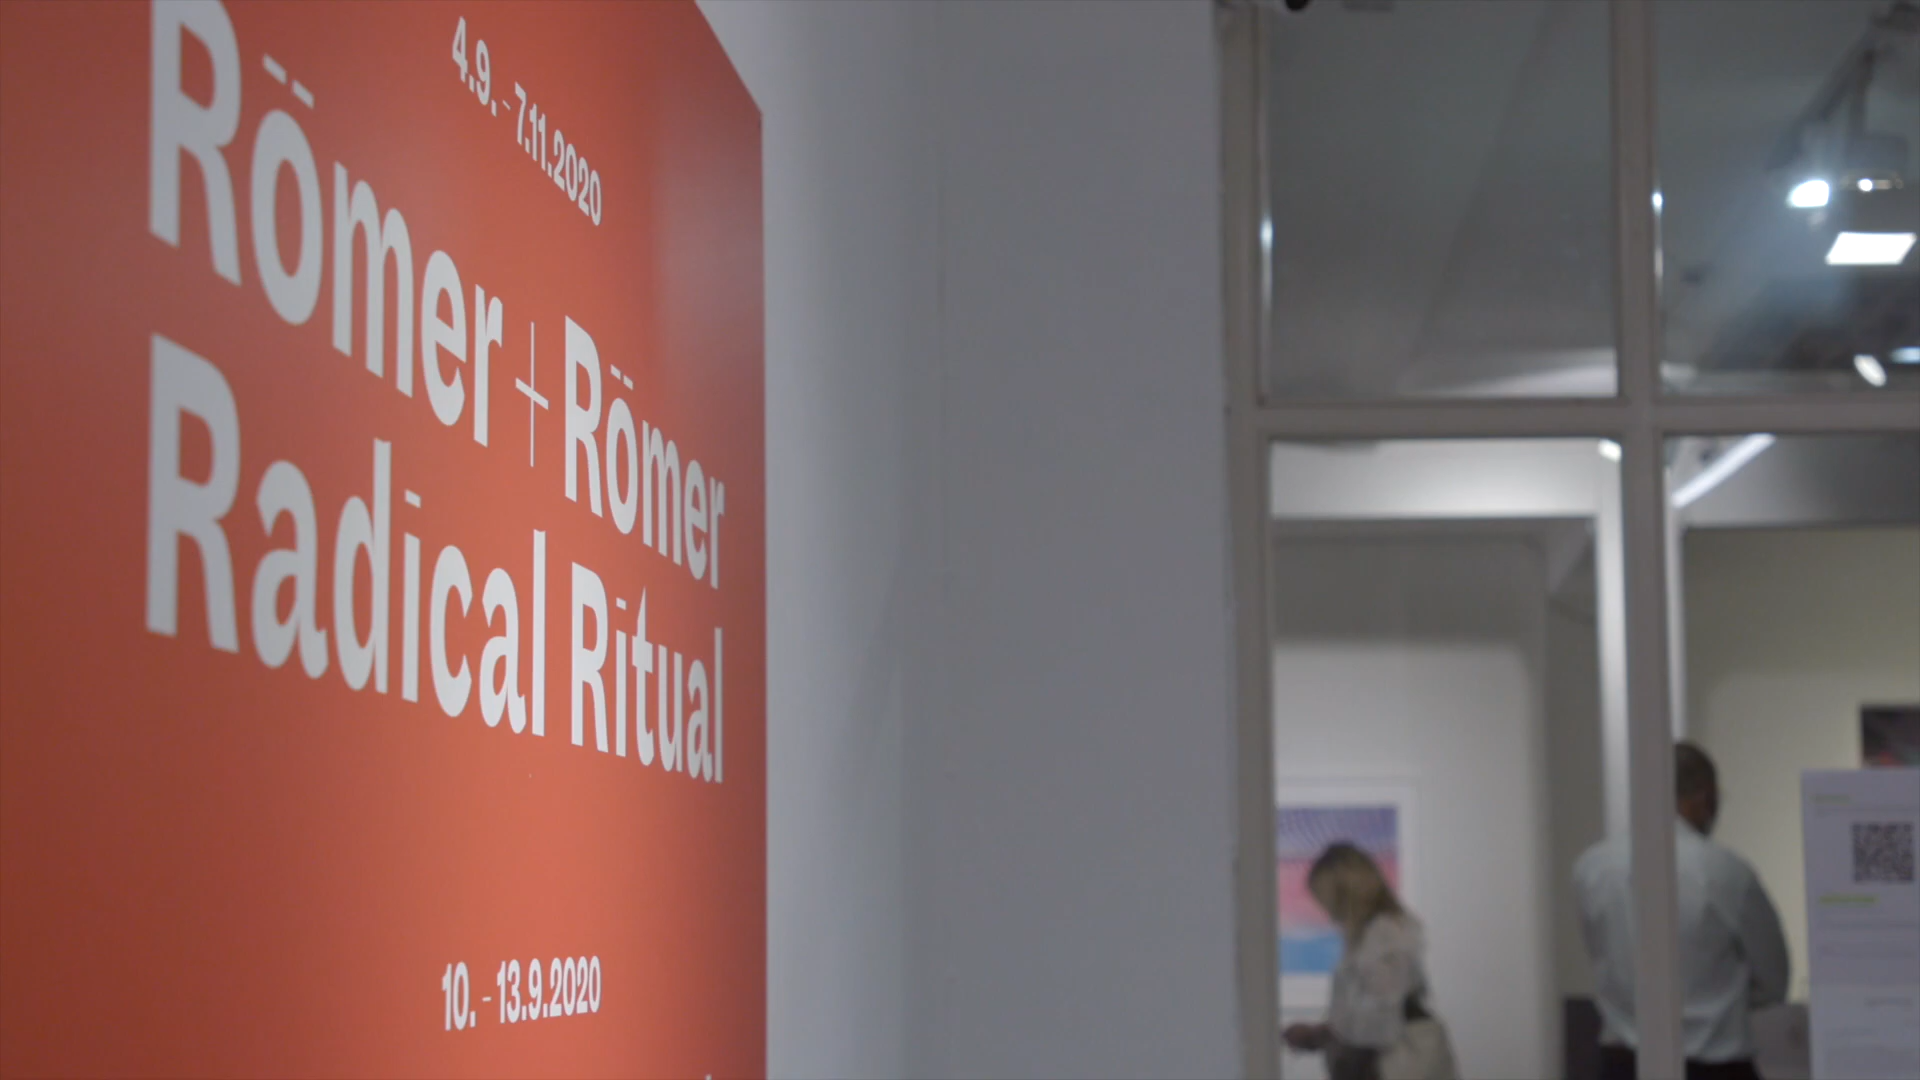 4.9. - 7.11.2020
Römer + Römer
Radical Ritual
10. - 13.9.2020